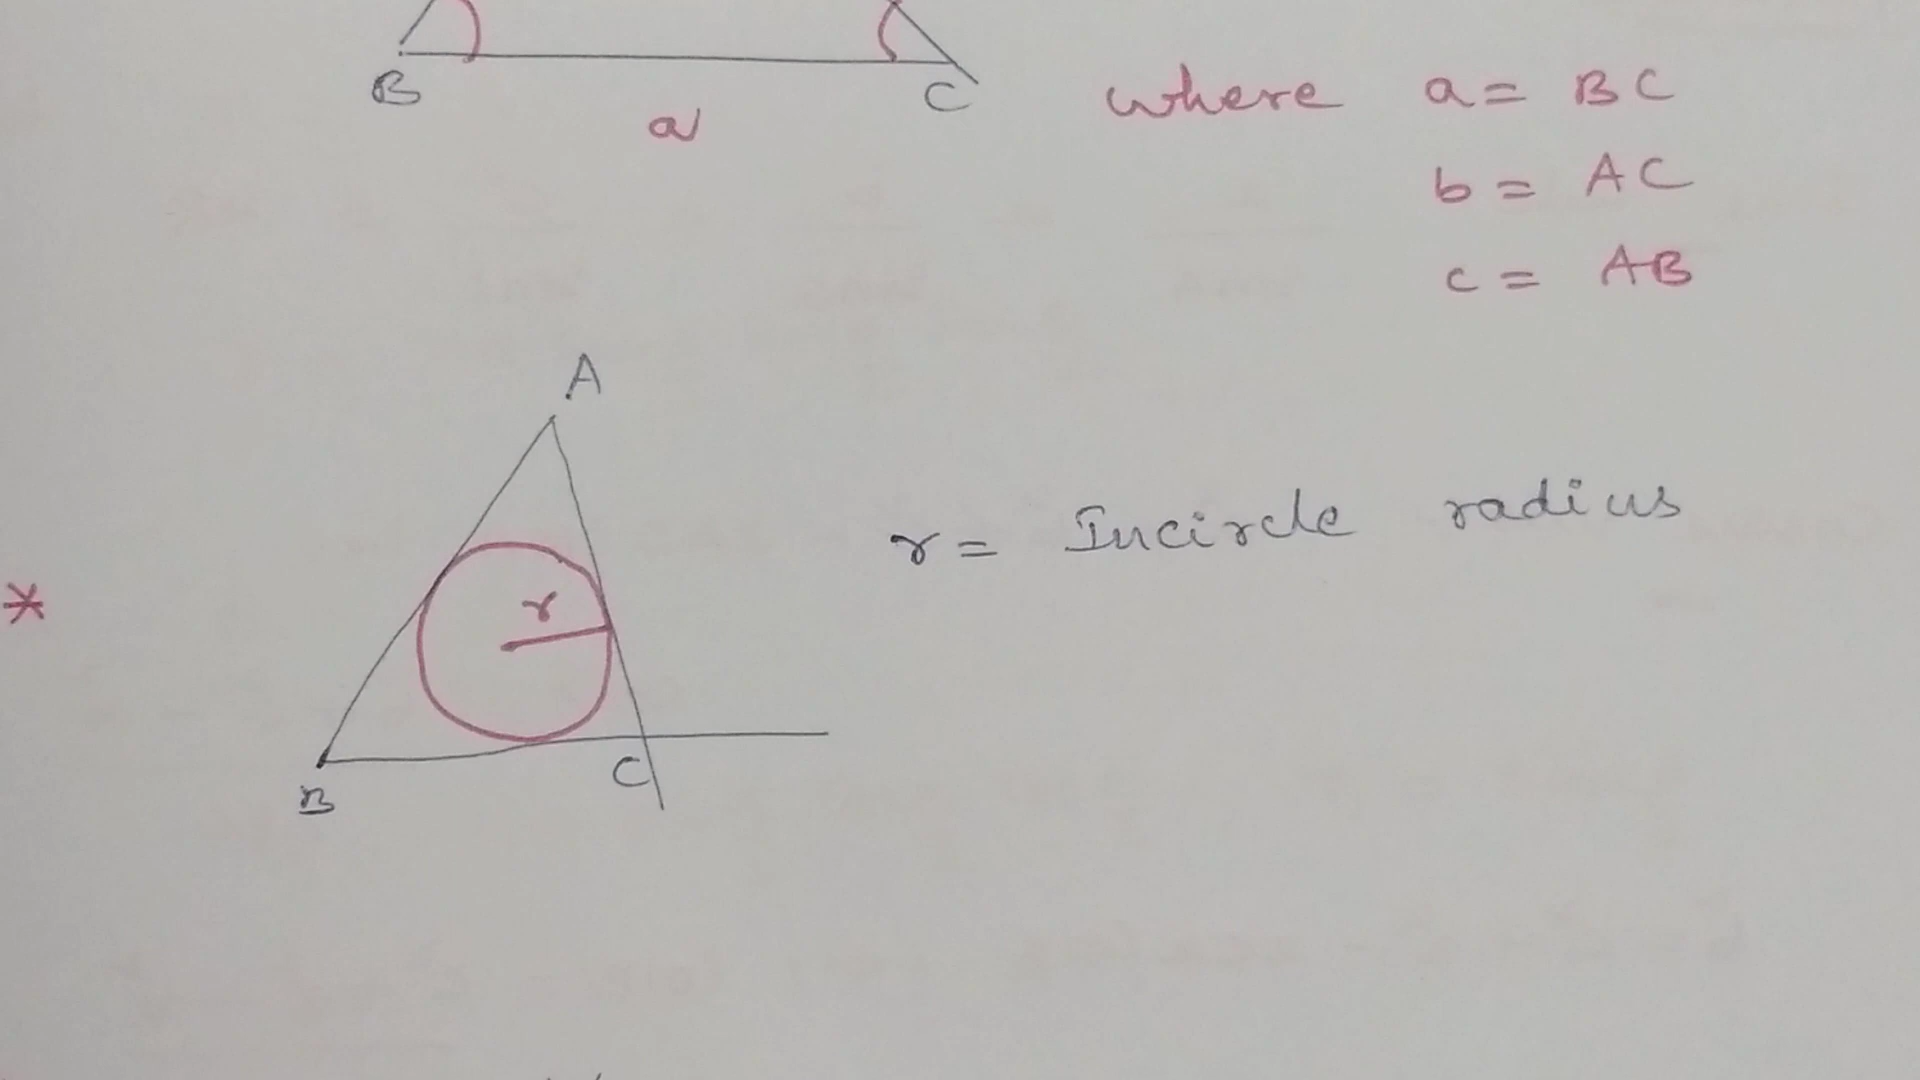 B
C
a
where a = BC
b = AC
c = AB
A
r = Incircle radius
*
r
B
C